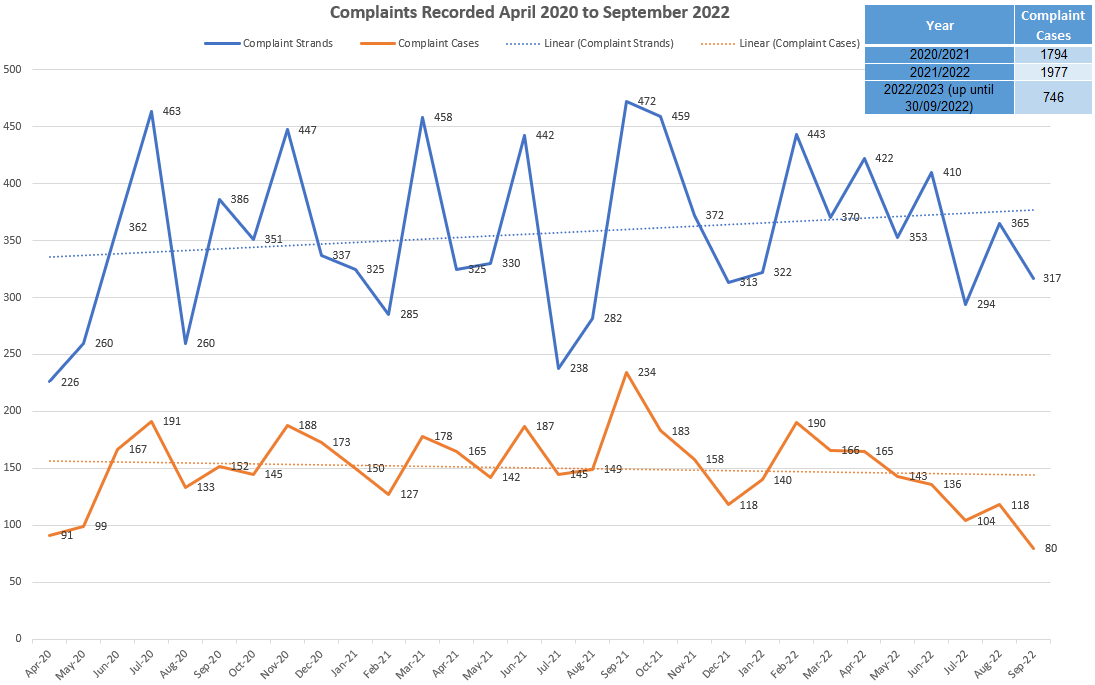 Complaints Recorded April 2020 to September 2022
Complaint Strands Complaint Cases Linear (Complaint Strands) Linear (Complaint Cases)
Year Complaint Cases
2020/2021 1794
2021/2022 1977
2022/2023 (up until 30/09/2022) 746
500
450
400
350
300
250
200
150
100
50
0
226 260 362 463 260 386 351 447 337 325 285 458 325 330 442 238 282 472 459 372 313 322 443 370 422 353 410 294 365 317
91 99 167 191 133 152 145 188 173 150 127 178 165 142 187 145 149 234 183 158 118 140 190 166 165 143 136 104 118 80
Apr-20 May-20 Jun-20 Jul-20 Aug-20 Sep-20 Oct-20 Nov-20 Dec-20 Jan-21 Feb-21 Mar-21 Apr-21 May-21 Jun-21 Jul-21 Aug-21 Sep-21 Oct-21 Nov-21 Dec-21 Jan-22 Feb-22 Mar-22 Apr-22 May-22 Jun-22 Jul-22 Aug-22 Sep-22